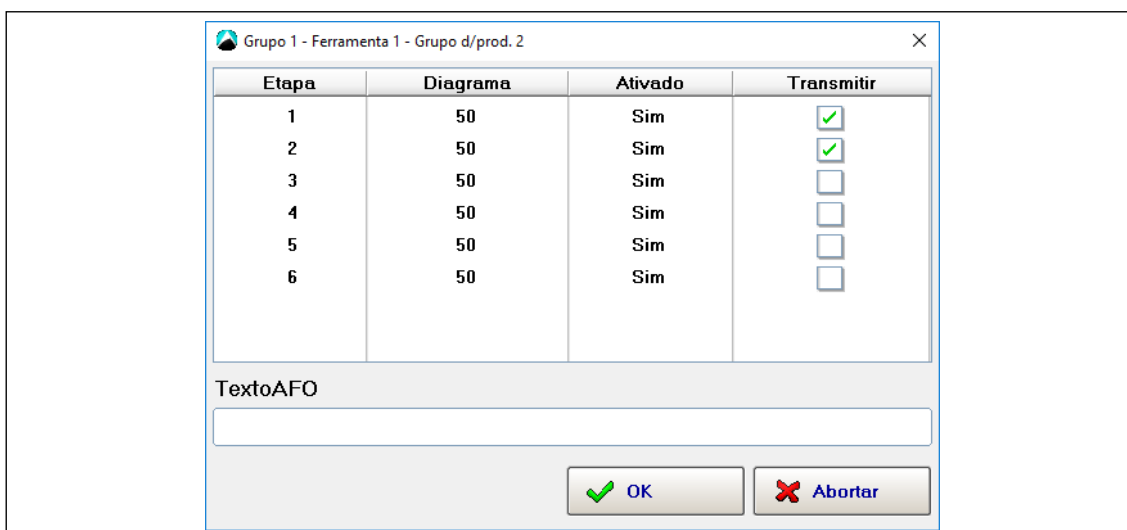 Grupo 1 - Ferramenta 1 - Grupo d/prod. 2
Etapa Diagrama Ativado Transmitir
1 50 Sim
2 50 Sim
3 50 Sim
4 50 Sim
5 50 Sim
6 50 Sim
TextoAFO
OK Abortar